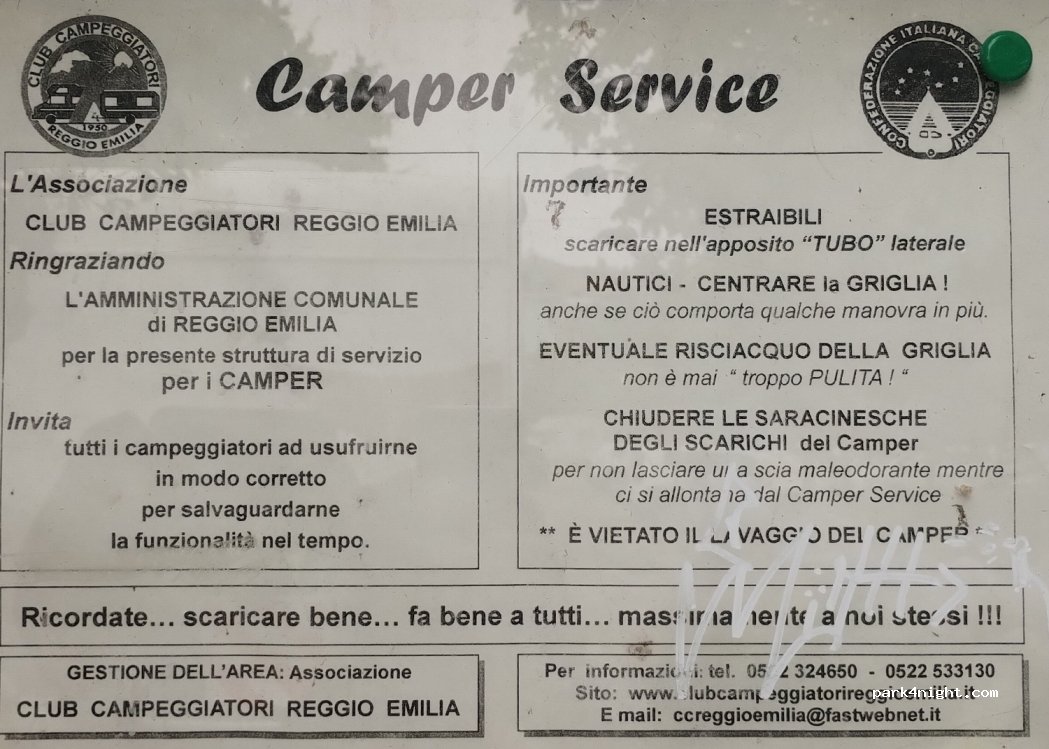 CLUB CAMPEGGIATORI
1950
REGGIO EMILIA
Camper Service
CONFEDERAZIONE ITALIANA
L'Associazione
CLUB CAMPEGGIATORI REGGIO EMILIA
Ringraziando
L'AMMINISTRAZIONE COMUNALE
di REGGIO EMILIA
per la presente struttura di servizio
per i CAMPER
Invita
tutti i campeggiatori ad usufruirne
in modo corretto
per salvaguardarne
la funzionalità nel tempo.
Importante
ESTRAIBILI
scaricare nell'apposito “TUBO” laterale
NAUTICI - CENTRARE la GRIGLIA !
anche se ciò comporta qualche manovra in più.
EVENTUALE RISCIACQUO DELLA GRIGLIA
non è mai “ troppo PULITA ! “
CHIUDERE LE SARACINESCHE
DEGLI SCARICHI del Camper
per non lasciare una scia maleodorante mentre
ci si allontana dal Camper Service
** È VIETATO IL LAVAGGIO DEL CAMPER *
Ricordate... scaricare bene... fa bene a tutti... massimamente a noi stessi !!!
GESTIONE DELL'AREA: Associazione
CLUB CAMPEGGIATORI REGGIO EMILIA
Per informazioni: tel. 0522 324650 - 0522 533130
Sito: www.clubcampeggiatorireggio
E mail: ccreggioemilia@fastwebnet.it
park4night.com